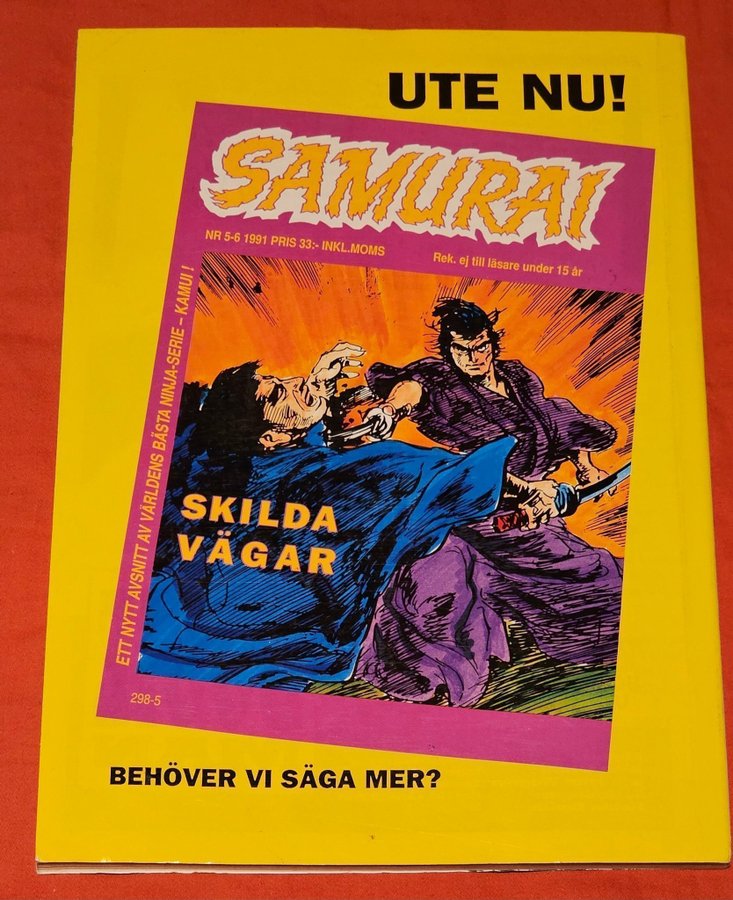 UTE NU!
SAMURAI
NR 5-6 1991 PRIS 33:- INKL.MOMS
Rek. ej till läsare under 15 år
ETT NYTT AVSNITT AV VÄRLDENS BÄSTA NINJA-SERIE – KAMUI !
SKILDA
VÄGAR
298-5
BEHÖVER VI SÄGA MER?